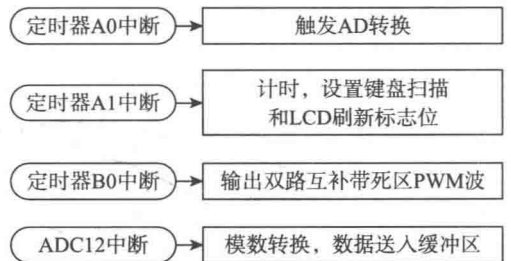 定时器A0中断
触发AD转换
定时器A1中断
计时，设置键盘扫描
和LCD刷新标志位
定时器B0中断
输出双路互补带死区PWM波
ADC12中断
模数转换，数据送入缓冲区